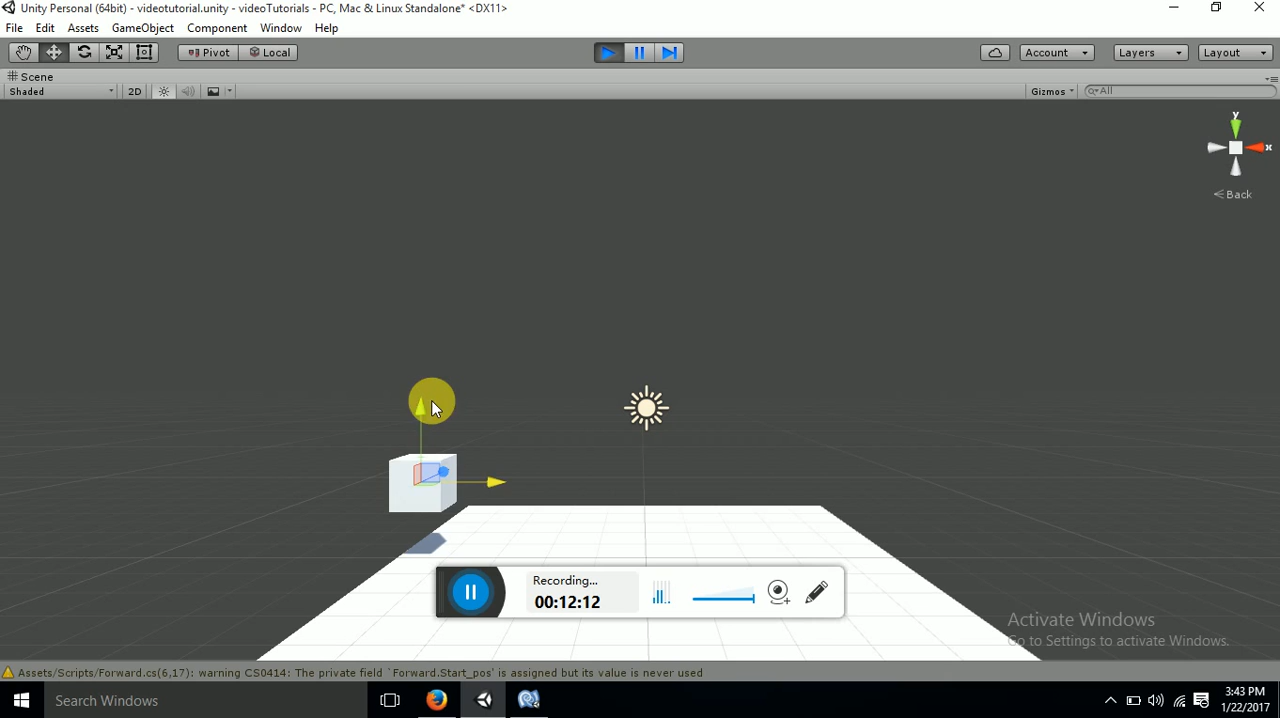 Unity Personal (64bit) - videotutorial.unity - videoTutorials - PC, Mac & Linux Standalone* <DX11>
File Edit Assets GameObject Component Window Help
Pivot Local Account Layers Layout
Scene
Shaded 2D Gizmos All
y
x
Back
Recording...
00:12:12
Activate Windows
Go to Settings to activate Windows.
Assets/Scripts/Forward.cs(6,17): warning CS0414: The private field `Forward.Start_pos' is assigned but its value is never used
Search Windows
3:43 PM
1/22/2017